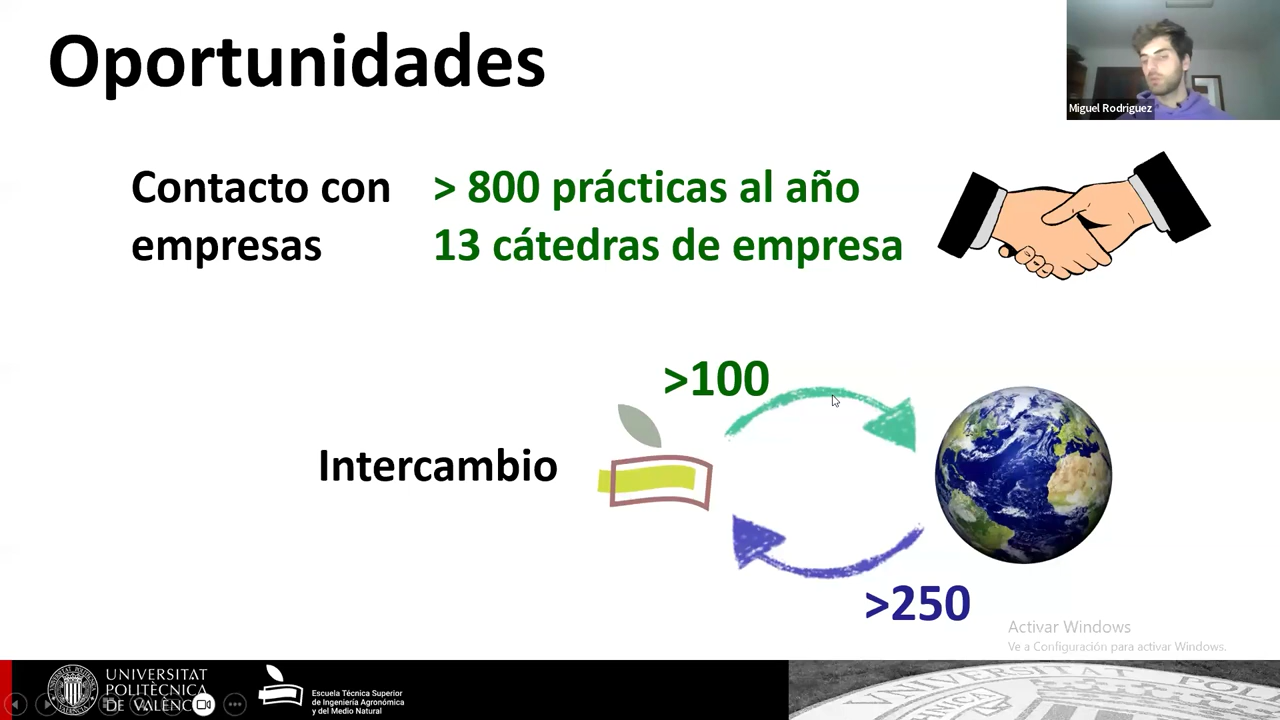 Oportunidades
Miguel Rodriguez
Contacto con
empresas
> 800 prácticas al año
13 cátedras de empresa
>100
Intercambio
>250
Activar Windows
Ve a Configuración para activar Windows.
UNIVERSITAT
POLITÈCNICA
DE VALÈNCIA
Escuela Técnica Superior
de Ingeniería Agronómica
y del Medio Natural